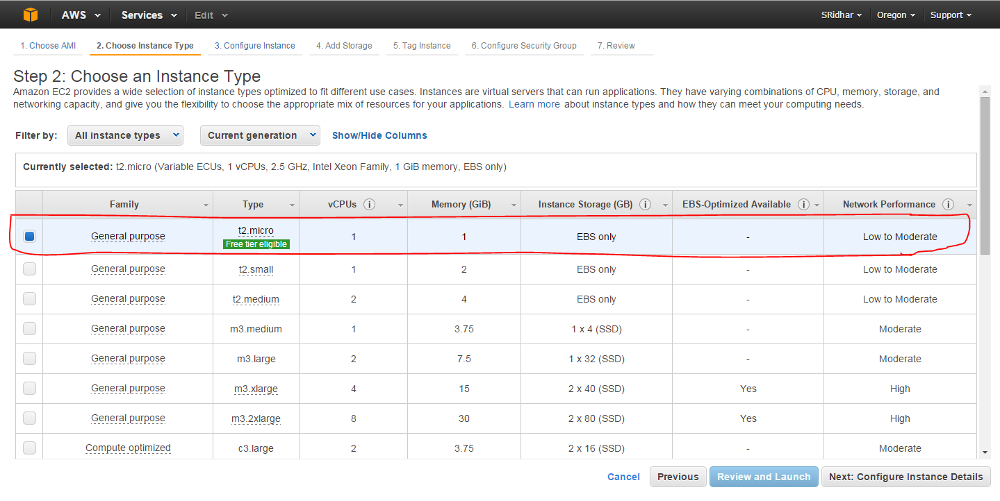 AWS Services Edit SRidhar Oregon Support
1. Choose AMI 2. Choose Instance Type 3. Configure Instance 4. Add Storage 5. Tag Instance 6. Configure Security Group 7. Review
Step 2: Choose an Instance Type
Amazon EC2 provides a wide selection of instance types optimized to fit different use cases. Instances are virtual servers that can run applications. They have varying combinations of CPU, memory, storage, and
networking capacity, and give you the flexibility to choose the appropriate mix of resources for your applications. Learn more about instance types and how they can meet your computing needs.
Filter by: All instance types Current generation Show/Hide Columns
Currently selected: t2.micro (Variable ECUs, 1 vCPUs, 2.5 GHz, Intel Xeon Family, 1 GiB memory, EBS only)
Family Type vCPUs i Memory (GiB) Instance Storage (GB) i EBS-Optimized Available i Network Performance i
General purpose t2.micro 1 1 EBS only - Low to Moderate
Free tier eligible
General purpose t2.small 1 2 EBS only - Low to Moderate
General purpose t2.medium 2 4 EBS only - Low to Moderate
General purpose m3.medium 1 3.75 1 x 4 (SSD) - Moderate
General purpose m3.large 2 7.5 1 x 32 (SSD) - Moderate
General purpose m3.xlarge 4 15 2 x 40 (SSD) Yes High
General purpose m3.2xlarge 8 30 2 x 80 (SSD) Yes High
Compute optimized c3.large 2 3.75 2 x 16 (SSD) - Moderate
Cancel Previous Review and Launch Next: Configure Instance Details